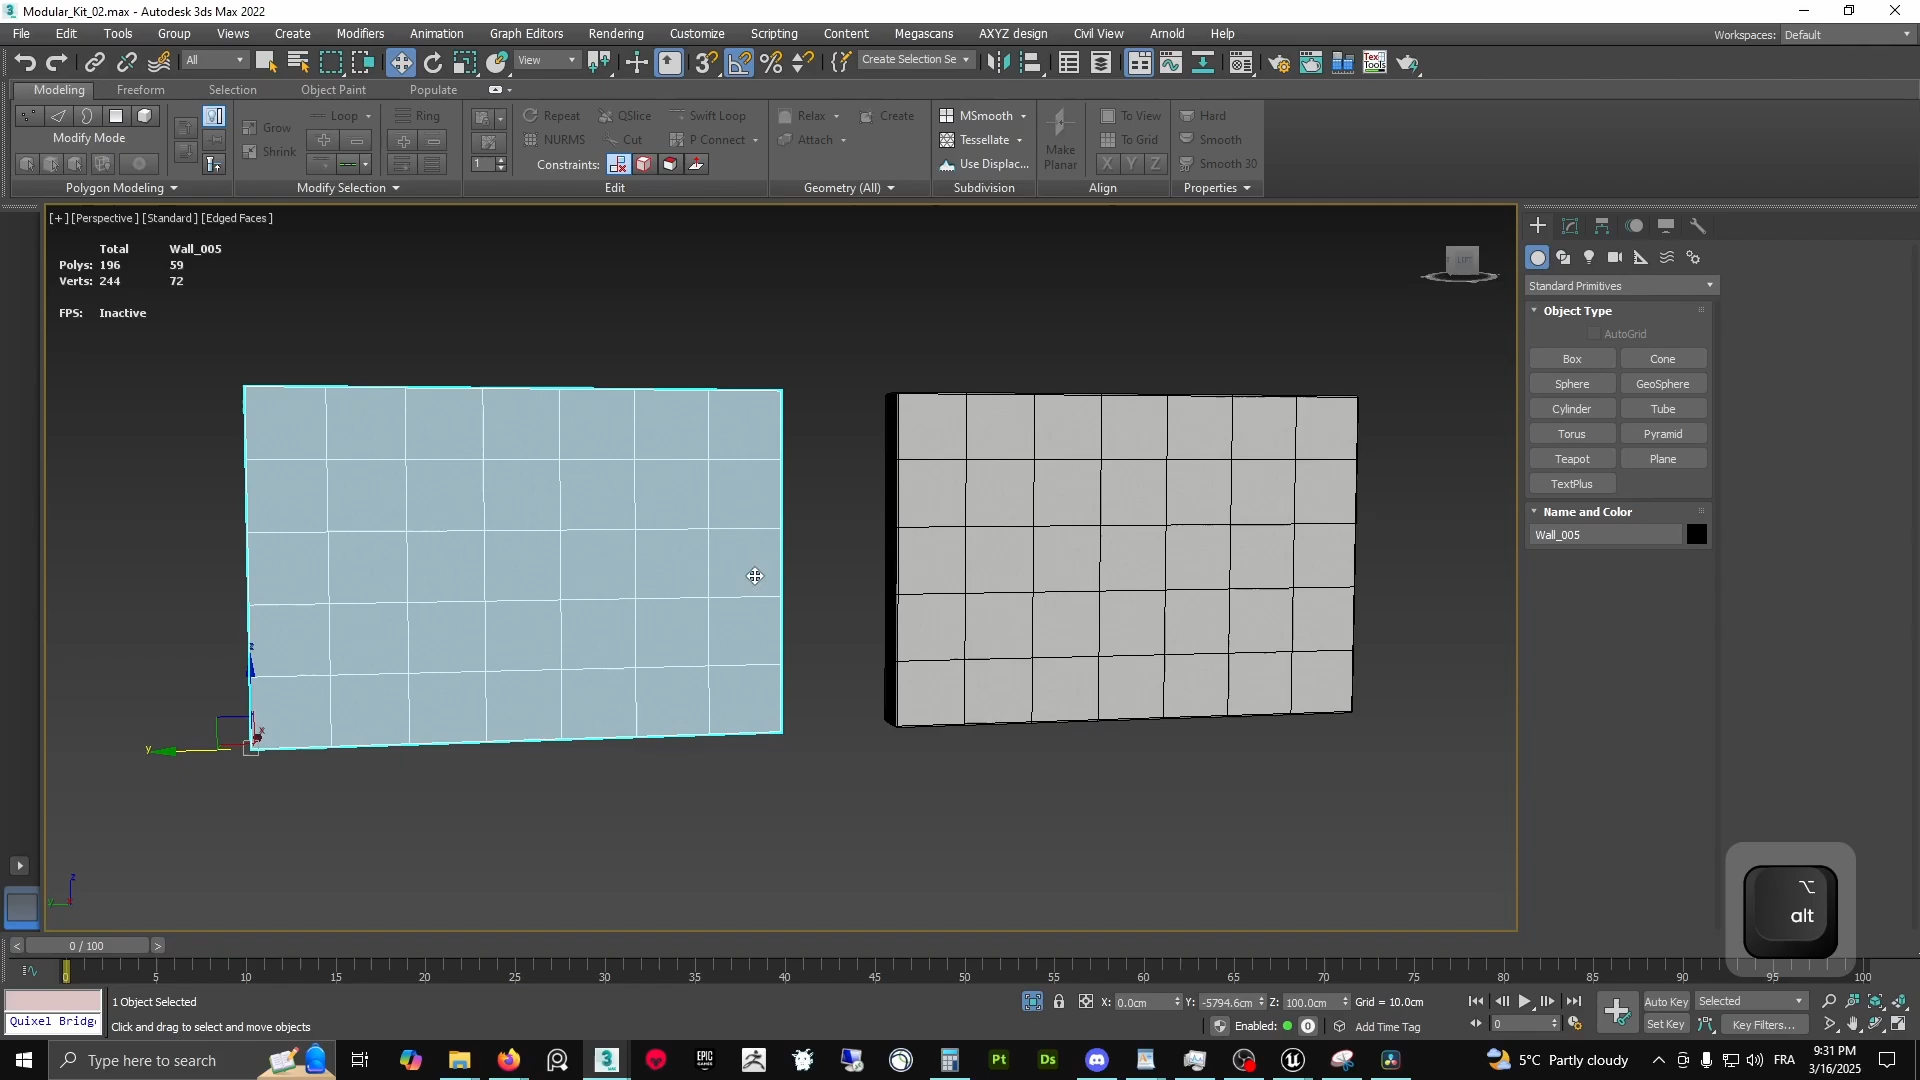 Modular_Kit_02.max - Autodesk 3ds Max 2022
File Edit Tools Group Views Create Modifiers Animation Graph Editors Rendering Customize Scripting Content Megascans AXYZ design Civil View Arnold Help
Workspaces: Default
All View Create Selection Se
Modeling Freeform Selection Object Paint Populate
Loop Ring Repeat QSlice Swift Loop Relax Create MSmooth To View Hard
Grow
Modify Mode NURMS Cut P Connect Attach Tessellate Make Planar To Grid Smooth
Shrink
1 Constraints: Use Displac... X Y Z Smooth 30
Polygon Modeling Modify Selection Edit Geometry (All) Subdivision Align Properties
[+] [Perspective ] [Standard ] [Edged Faces ]
Total Wall_005
Polys: 196 59
Verts: 244 72
FPS: Inactive
LEFT
Standard Primitives
Object Type
AutoGrid
Box Cone
Sphere GeoSphere
Cylinder Tube
Torus Pyramid
Teapot Plane
TextPlus
Name and Color
Wall_005
z
x
y
z
y
alt
< 0 / 100 >
0 5 10 15 20 25 30 35 40 45 50 55 60 65 70 75 80 85 90 95 100
1 Object Selected
X: 0.0cm Y: -5794.6cm Z: 100.0cm Grid = 10.0cm
Auto Key Selected
Quixel Bridg
Click and drag to select and move objects
Enabled: 0 Add Time Tag
0
Set Key Key Filters...
Type here to search
EPIC GAMES
Pt
Ds
5°C Partly cloudy
FRA
9:31 PM
3/16/2025